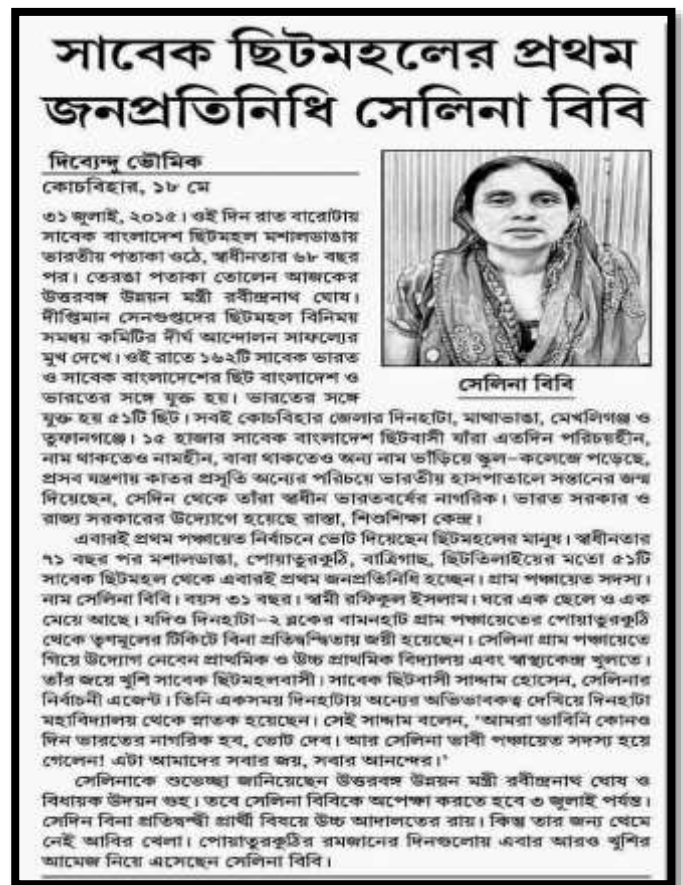 সাবেক ছিটমহলের প্রথম
জনপ্রতিনিধি সেলিনা বিবি
দিব্যেন্দু ভৌমিক
কোচবিহার, ১৮ মে
৩১ জুলাই, ২০১৫। ওই দিন রাত বারোটায়
সাবেক বাংলাদেশ ছিটমহল মশালডাঙায়
ভারতীয় পতাকা ওঠে, স্বাধীনতার ৬৮ বছর
পর। তেরঙা পতাকা তোলেন আজকের
উত্তরবঙ্গ উন্নয়ন মন্ত্রী রবীন্দ্রনাথ ঘোষ।
দীপ্তিমান সেনগুপ্তদের ছিটমহল বিনিময়
সমন্বয় কমিটির দীর্ঘ আন্দোলন সাফল্যের
মুখ দেখে। ওই রাতে ১৬২টি সাবেক ভারত
ও সাবেক বাংলাদেশের ছিট বাংলাদেশ ও
ভারতের সঙ্গে যুক্ত হয়। ভারতের সঙ্গে
সেলিনা বিবি
যুক্ত হয় ৫১টি ছিট। সবই কোচবিহার জেলার দিনহাটা, মাথাভাঙা, মেখলিগঞ্জ ও
তুফানগঞ্জে। ১৫ হাজার সাবেক বাংলাদেশ ছিটবাসী যাঁরা এতদিন পরিচয়হীন,
নাম থাকতেও নামহীন, বাবা থাকতেও অন্য নাম ভাঁড়িয়ে স্কুল–কলেজে পড়েছে,
প্রসব যন্ত্রণায় কাতর প্রসূতি অন্যের পরিচয়ে ভারতীয় হাসপাতালে সন্তানের জন্ম
দিয়েছেন, সেদিন থেকে তাঁরা স্বাধীন ভারতবর্ষের নাগরিক। ভারত সরকার ও
রাজ্য সরকারের উদ্যোগে হয়েছে রাস্তা, শিশুশিক্ষা কেন্দ্র।
এবারই প্রথম পঞ্চায়েত নির্বাচনে ভোট দিয়েছেন ছিটমহলের মানুষ। স্বাধীনতার
৭১ বছর পর মশালডাঙা, পোয়াতুরকুঠি, বাত্রিগাছ, ছিটতিলাইয়ের মতো ৫১টি
সাবেক ছিটমহল থেকে এবারই প্রথম জনপ্রতিনিধি হচ্ছেন। গ্রাম পঞ্চায়েত সদস্য।
নাম সেলিনা বিবি। বয়স ৩১ বছর। স্বামী রফিকুল ইসলাম। ঘরে এক ছেলে ও এক
মেয়ে আছে। যদিও দিনহাটা–২ ব্লকের বামনহাট গ্রাম পঞ্চায়েতের পোয়াতুরকুঠি
থেকে তৃণমূলের টিকিটে বিনা প্রতিদ্বন্দ্বিতায় জয়ী হয়েছেন। সেলিনা গ্রাম পঞ্চায়েতে
গিয়ে উদ্যোগ নেবেন প্রাথমিক ও উচ্চ প্রাথমিক বিদ্যালয় এবং স্বাস্থ্যকেন্দ্র খুলতে।
তাঁর জয়ে খুশি সাবেক ছিটমহলবাসী। সাবেক ছিটবাসী সাদ্দাম হোসেন, সেলিনার
নির্বাচনী এজেন্ট। তিনি একসময় দিনহাটায় অন্যের অভিভাবকত্ব দেখিয়ে দিনহাটা
মহাবিদ্যালয় থেকে স্নাতক হয়েছেন। সেই সাদ্দাম বলেন, ‘আমরা ভাবিনি কোনও
দিন ভারতের নাগরিক হব, ভোট দেব। আর সেলিনা ভাবী পঞ্চায়েত সদস্য হয়ে
গেলেন! এটা আমাদের সবার জয়, সবার আনন্দের।’
সেলিনাকে শুভেচ্ছা জানিয়েছেন উত্তরবঙ্গ উন্নয়ন মন্ত্রী রবীন্দ্রনাথ ঘোষ ও
বিধায়ক উদয়ন গুহ। তবে সেলিনা বিবিকে অপেক্ষা করতে হবে ৩ জুলাই পর্যন্ত।
সেদিন বিনা প্রতিদ্বন্দ্বী প্রার্থী বিষয়ে উচ্চ আদালতের রায়। কিন্তু তার জন্য থেমে
নেই আবির খেলা। পোয়াতুরকুঠির রমজানের দিনগুলোয় এবার আরও খুশির
আমেজ নিয়ে এসেছেন সেলিনা বিবি।